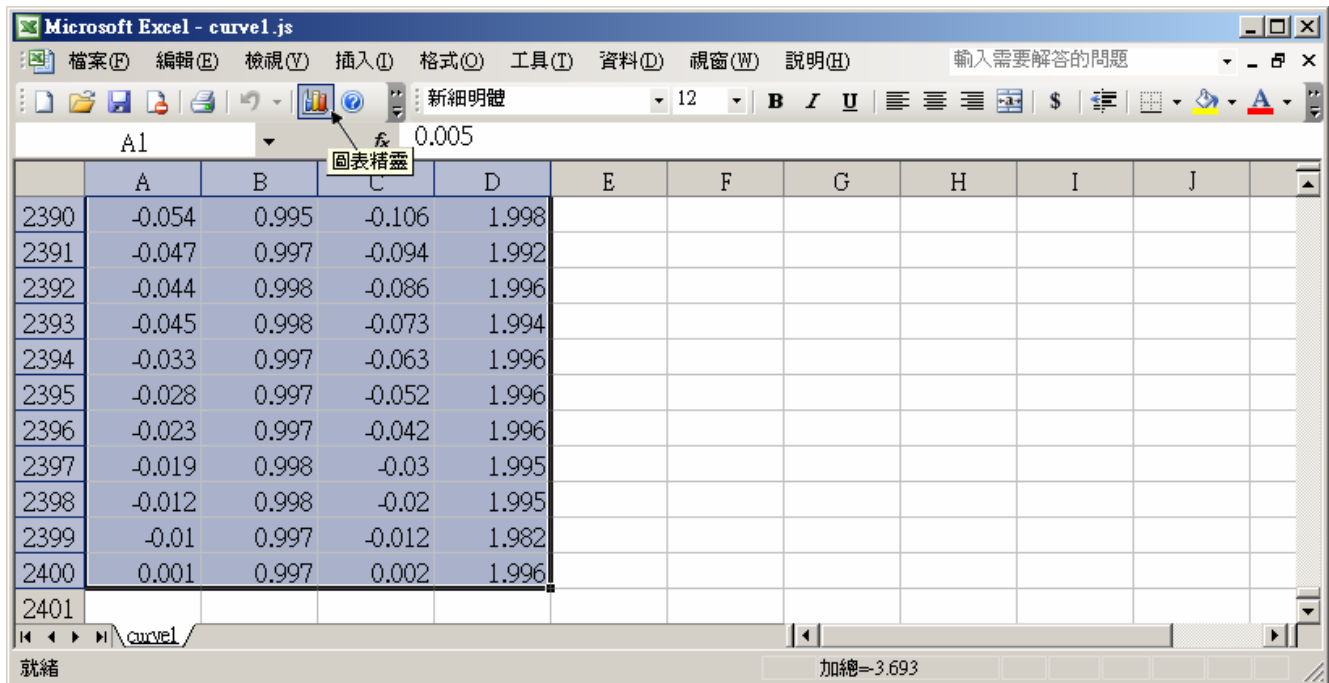 Microsoft Excel - curve1.js
檔案(F) 編輯(E) 檢視(V) 插入(I) 格式(O) 工具(T) 資料(D) 視窗(W) 說明(H) 輸入需要解答的問題
新細明體 12 B I U $ A
A1 fx 0.005
圖表精靈
A B C D E F G H I J
2390 -0.054 0.995 -0.106 1.998
2391 -0.047 0.997 -0.094 1.992
2392 -0.044 0.998 -0.086 1.996
2393 -0.045 0.998 -0.073 1.994
2394 -0.033 0.997 -0.063 1.996
2395 -0.028 0.997 -0.052 1.996
2396 -0.023 0.997 -0.042 1.996
2397 -0.019 0.998 -0.03 1.995
2398 -0.012 0.998 -0.02 1.995
2399 -0.01 0.997 -0.012 1.982
2400 0.001 0.997 0.002 1.996
2401
curve1
就緒 加總=-3.693